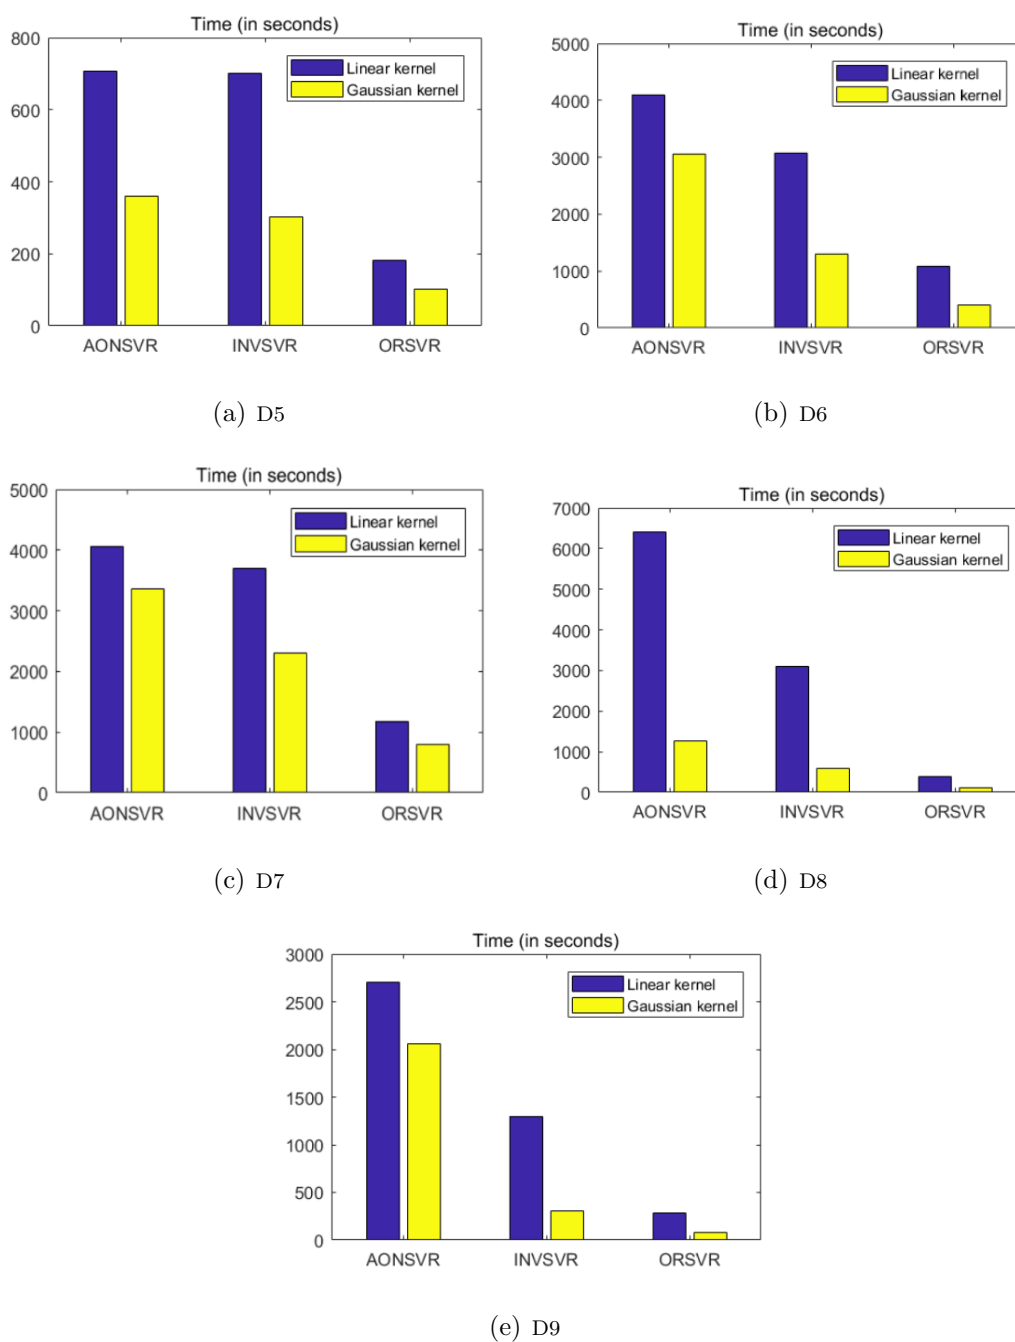 Time (in seconds)
800
600
400
200
0
Linear kernel
Gaussian kernel
AONSVR INVSVR ORSVR
(a) D5
Time (in seconds)
5000
4000
3000
2000
1000
0
Linear kernel
Gaussian kernel
AONSVR INVSVR ORSVR
(b) D6
Time (in seconds)
5000
4000
3000
2000
1000
0
Linear kernel
Gaussian kernel
AONSVR INVSVR ORSVR
(c) D7
Time (in seconds)
7000
6000
5000
4000
3000
2000
1000
0
Linear kernel
Gaussian kernel
AONSVR INVSVR ORSVR
(d) D8
Time (in seconds)
3000
2500
2000
1500
1000
500
0
Linear kernel
Gaussian kernel
AONSVR INVSVR ORSVR
(e) D9